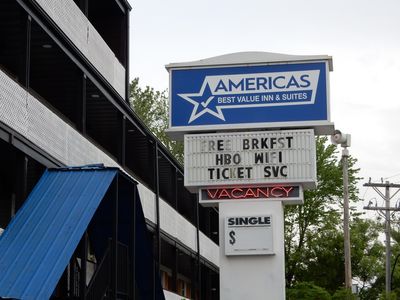 AMERICAS
BEST VALUE INN & SUITES
FREE BRKFST
HBO WIFI
TICKET SVC
VACANCY
SINGLE
$